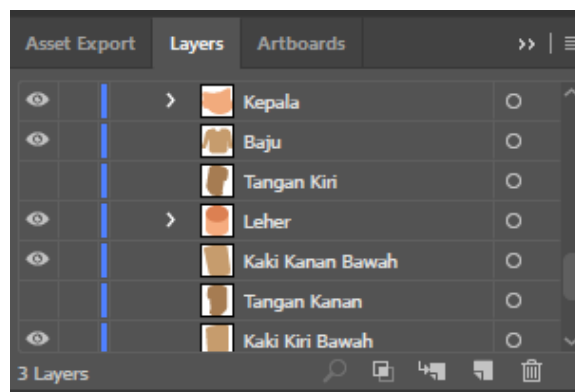 Asset Export Layers Artboards
Kepala
Baju
Tangan Kiri
Leher
Kaki Kanan Bawah
Tangan Kanan
Kaki Kiri Bawah
3 Layers